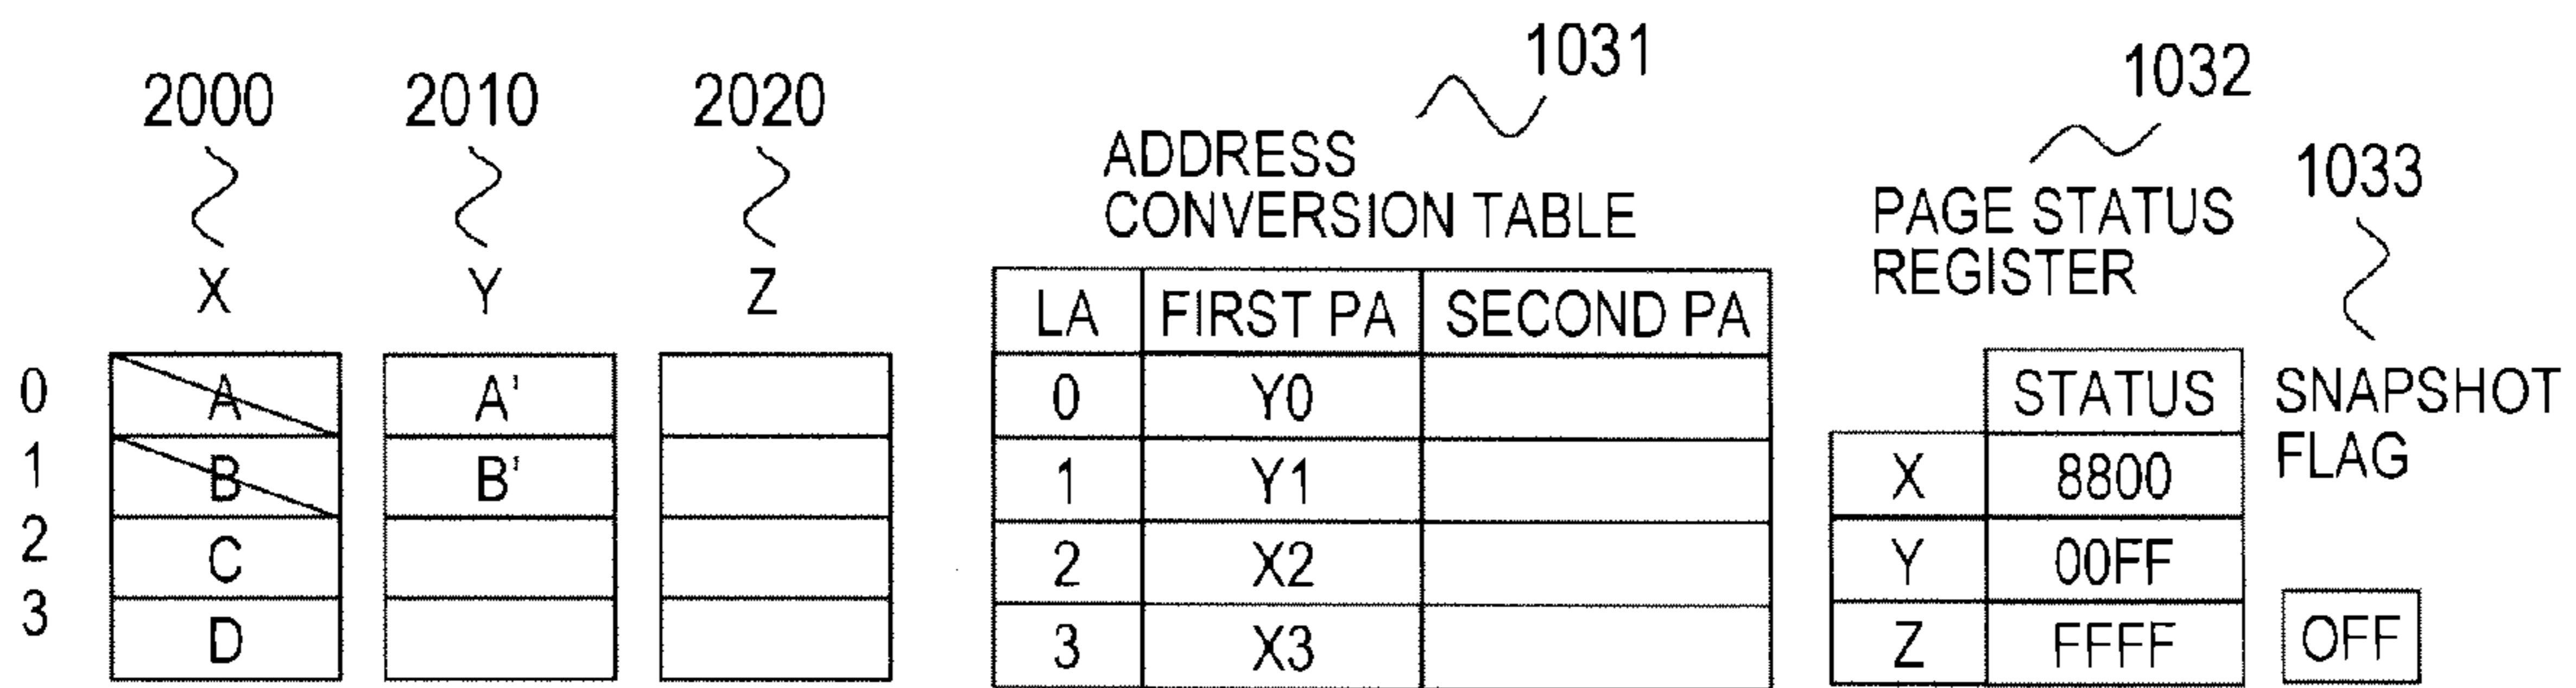 2000 2010 2020 1031 1032 1033
X Y Z
ADDRESS
CONVERSION TABLE
PAGE STATUS
REGISTER
SNAPSHOT
FLAG
OFF
0 A A'
1 B B'
2 C
3 D
LA FIRST PA SECOND PA
0 Y0
1 Y1
2 X2
3 X3
STATUS
X 8800
Y 00FF
Z FFFF